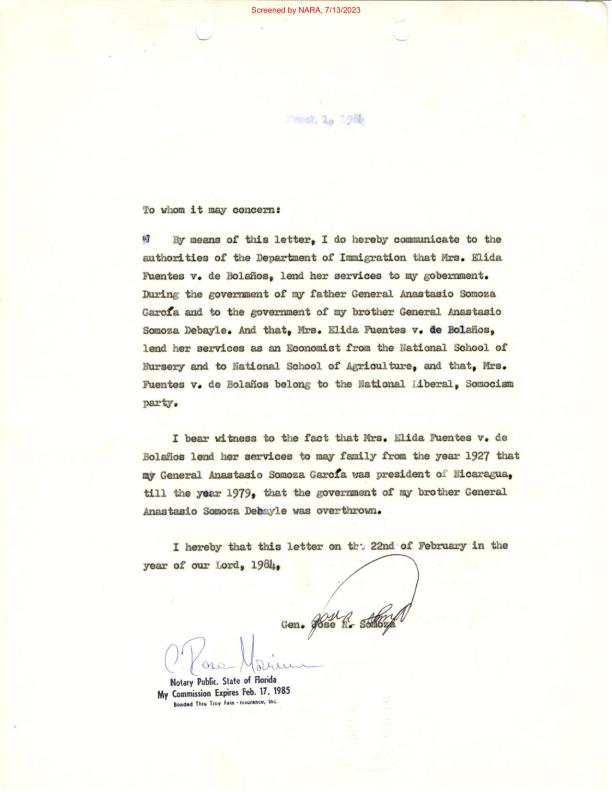 Screened by NARA, 7/13/2023
1, 1984
To whom it may concern:
By means of this letter, I do hereby communicate to the
authorities of the Department of Immigration that Mrs. Elida
Fuentes v. de Bolaños, lend her services to my gobernment.
During the government of my father General Anastasio Somoza
García and to the government of my brother General Anastasio
Somoza Debayle. And that, Mrs. Elida Fuentes v. de Bolaños,
lend her services as an Economist from the National School of
Nursery and to National School of Agriculture, and that, Mrs.
Fuentes v. de Bolaños belong to the National Liberal, Somocism
party.
I bear witness to the fact that Mrs. Elida Fuentes v. de
Bolaños lend her services to may family from the year 1927 that
my General Anastasio Somoza García was president of Nicaragua,
till the year 1979, that the government of my brother General
Anastasio Somoza Debayle was overthrown.
I hereby that this letter on the 22nd of February in the
year of our Lord, 1984,
Gen. Jose R. Somoza
Notary Public, State of Florida
My Commission Expires Feb. 17, 1985
Bonded Thru Troy Fain - Insurance, Inc.